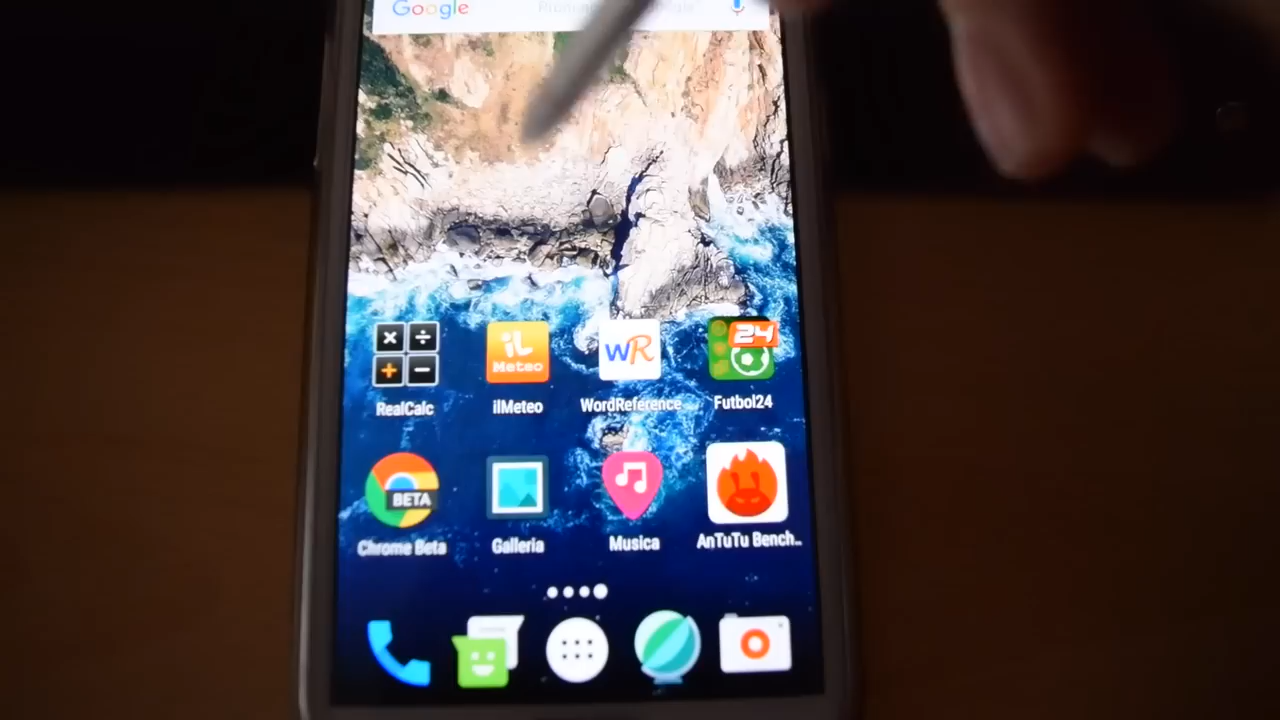 Google
24
iL
Meteo
WR
RealCalc
ilMeteo
WordReference
Futbol24
BETA
Chrome Beta
Galleria
Musica
AnTuTu Bench..